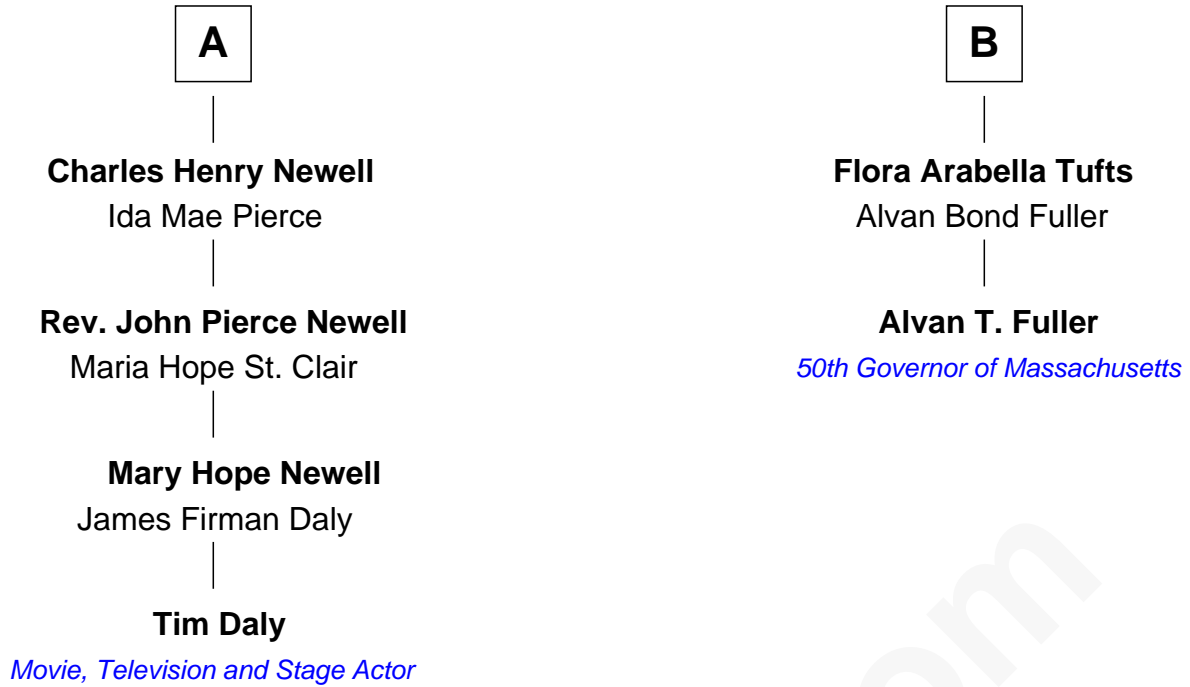 A
Charles Henry Newell
Ida Mae Pierce
Rev. John Pierce Newell
Maria Hope St. Clair
Mary Hope Newell
James Firman Daly
Tim Daly
Movie, Television and Stage Actor
B
Flora Arabella Tufts
Alvan Bond Fuller
Alvan T. Fuller
50th Governor of Massachusetts
om